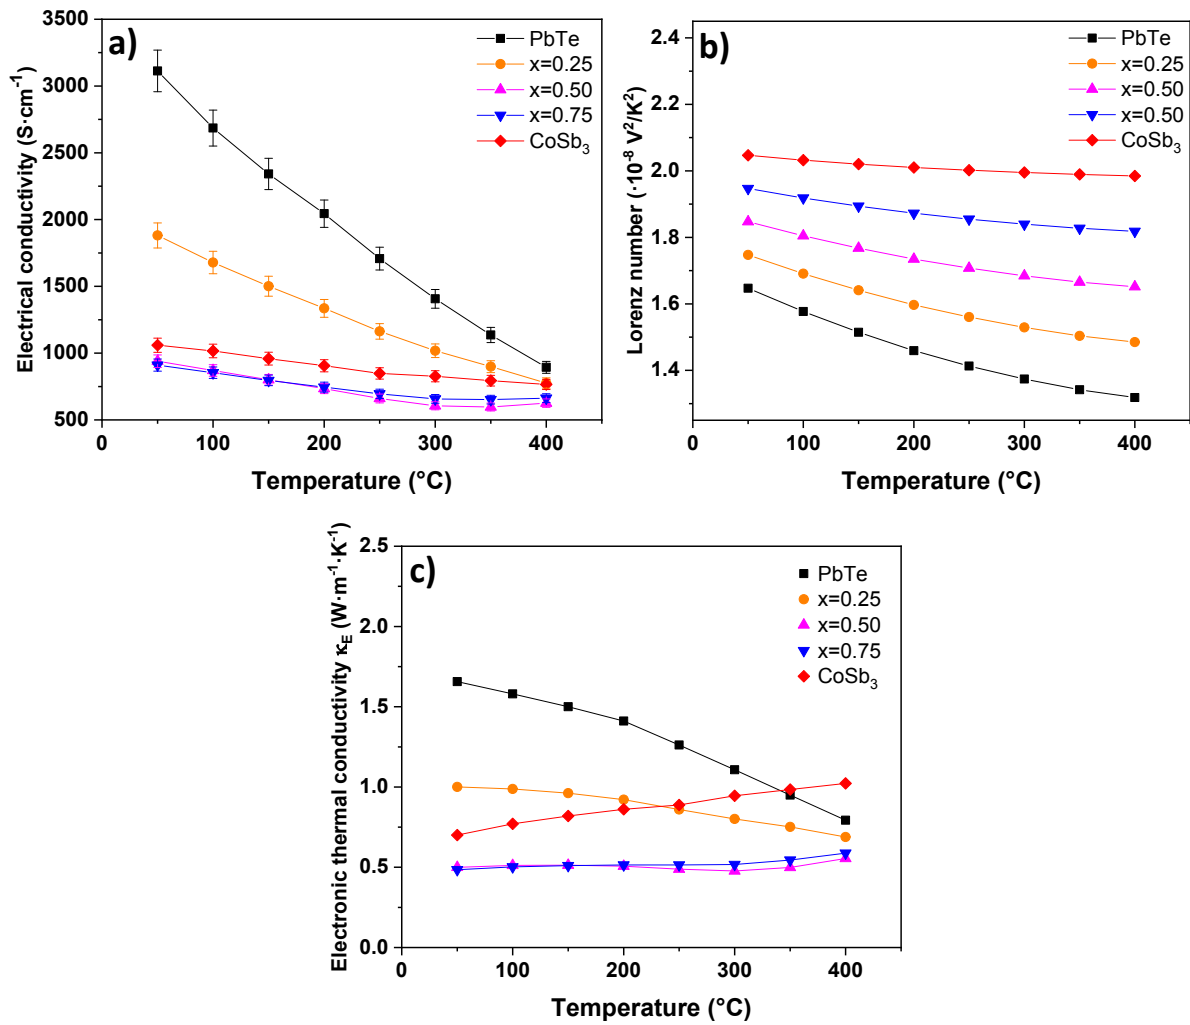 a)
Electrical conductivity (S·cm⁻¹)
3500
3000
2500
2000
1500
1000
500
PbTe
x=0.25
x=0.50
x=0.75
CoSb₃
0
100
200
300
400
Temperature (°C)
b)
Lorenz number (·10⁻⁸ V²/K²)
2.4
2.2
2.0
1.8
1.6
1.4
PbTe
x=0.25
x=0.50
x=0.50
CoSb₃
0
100
200
300
400
Temperature (°C)
c)
Electronic thermal conductivity κE (W·m⁻¹·K⁻¹)
2.5
2.0
1.5
1.0
0.5
0.0
PbTe
x=0.25
x=0.50
x=0.75
CoSb₃
0
100
200
300
400
Temperature (°C)